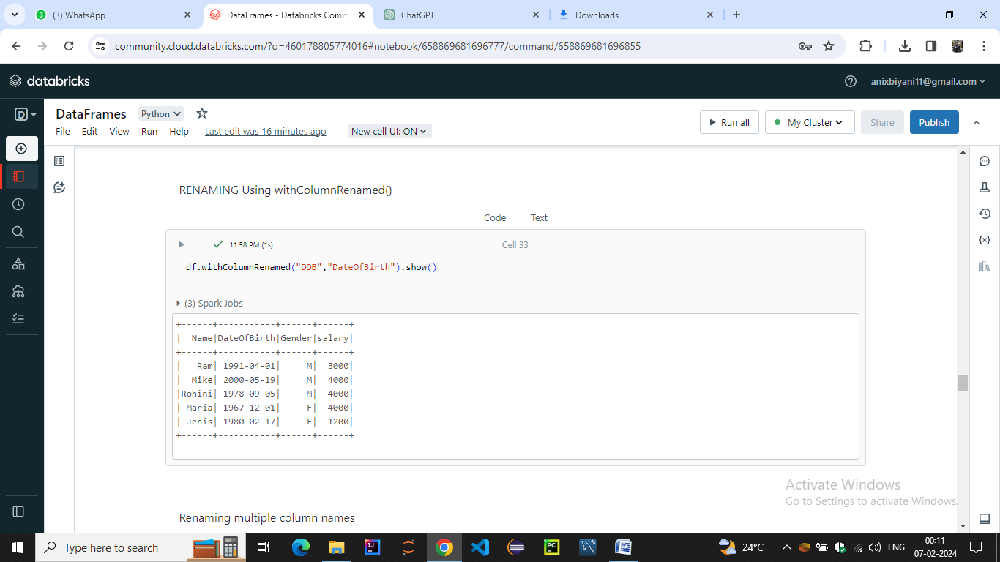 (3) WhatsApp
DataFrames - Databricks Comm
ChatGPT
Downloads
community.cloud.databricks.com/?o=460178805774016#notebook/658869681696777/command/658869681696855
databricks
anixbiyani11@gmail.com
D
DataFrames Python
Run all My Cluster Share Publish
File Edit View Run Help Last edit was 16 minutes ago New cell UI: ON
RENAMING Using withColumnRenamed()
Code Text
11:58 PM (1s) Cell 33
df.withColumnRenamed("DOB","DateOfBirth").show()
(3) Spark Jobs
+------+-----------+------+------+
|  Name|DateOfBirth|Gender|salary|
+------+-----------+------+------+
|   Ram| 1991-04-01|     M|  3000|
|  Mike| 2000-05-19|     M|  4000|
|Rohini| 1978-09-05|     M|  4000|
| Maria| 1967-12-01|     F|  4000|
| Jenis| 1980-02-17|     F|  1200|
+------+-----------+------+------+
Activate Windows
Go to Settings to activate Windows.
Renaming multiple column names
Type here to search
24°C
ENG
00:11
07-02-2024